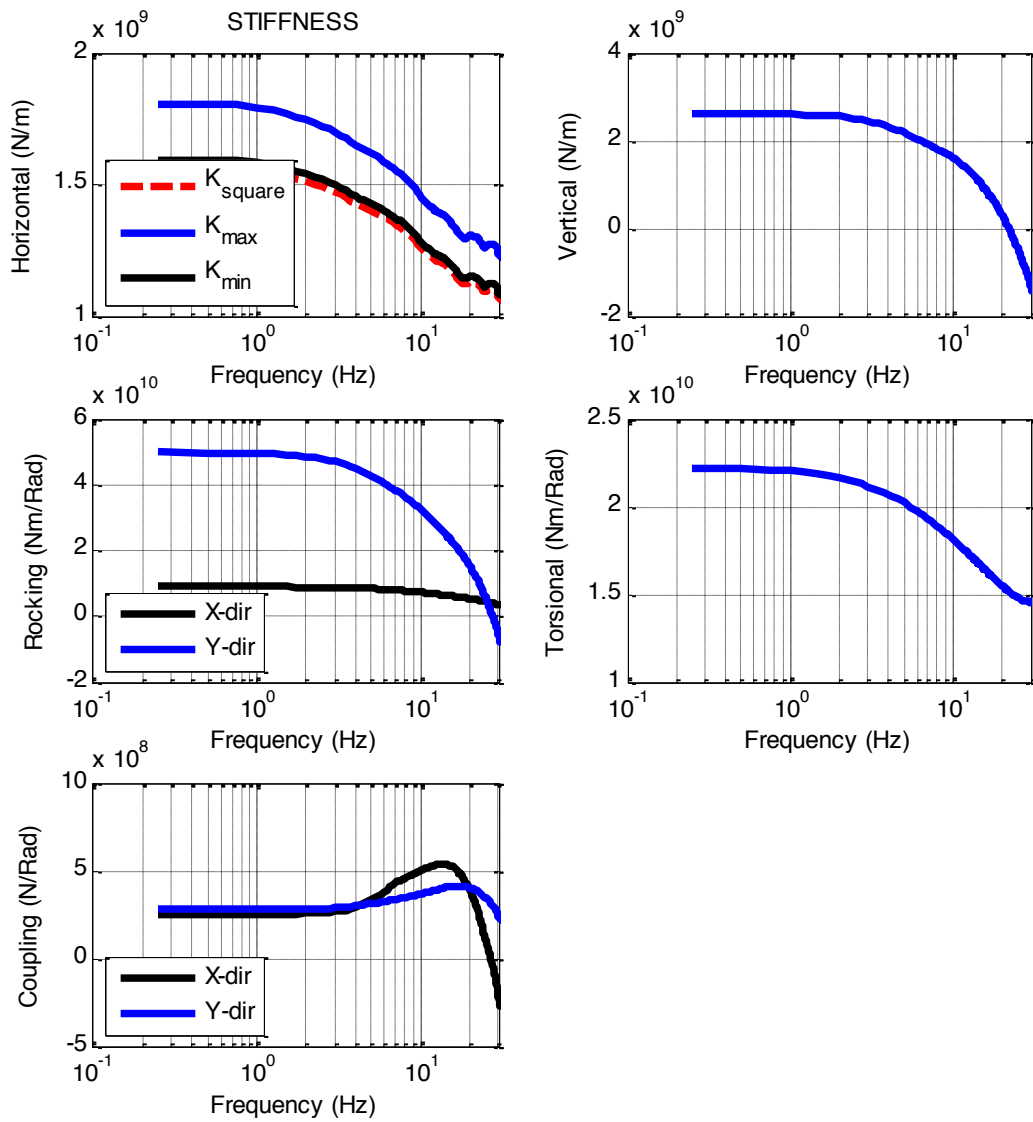 STIFFNESS
x 10^9
2
1.5
1
Horizontal (N/m)
K_square
K_max
K_min
10^-1
10^0
10^1
Frequency (Hz)
x 10^9
4
2
0
-2
Vertical (N/m)
10^-1
10^0
10^1
Frequency (Hz)
x 10^10
6
4
2
0
-2
Rocking (Nm/Rad)
X-dir
Y-dir
10^-1
10^0
10^1
Frequency (Hz)
x 10^10
2.5
2
1.5
1
Torsional (Nm/Rad)
10^-1
10^0
10^1
Frequency (Hz)
x 10^8
10
5
0
-5
Coupling (N/Rad)
X-dir
Y-dir
10^-1
10^0
10^1
Frequency (Hz)